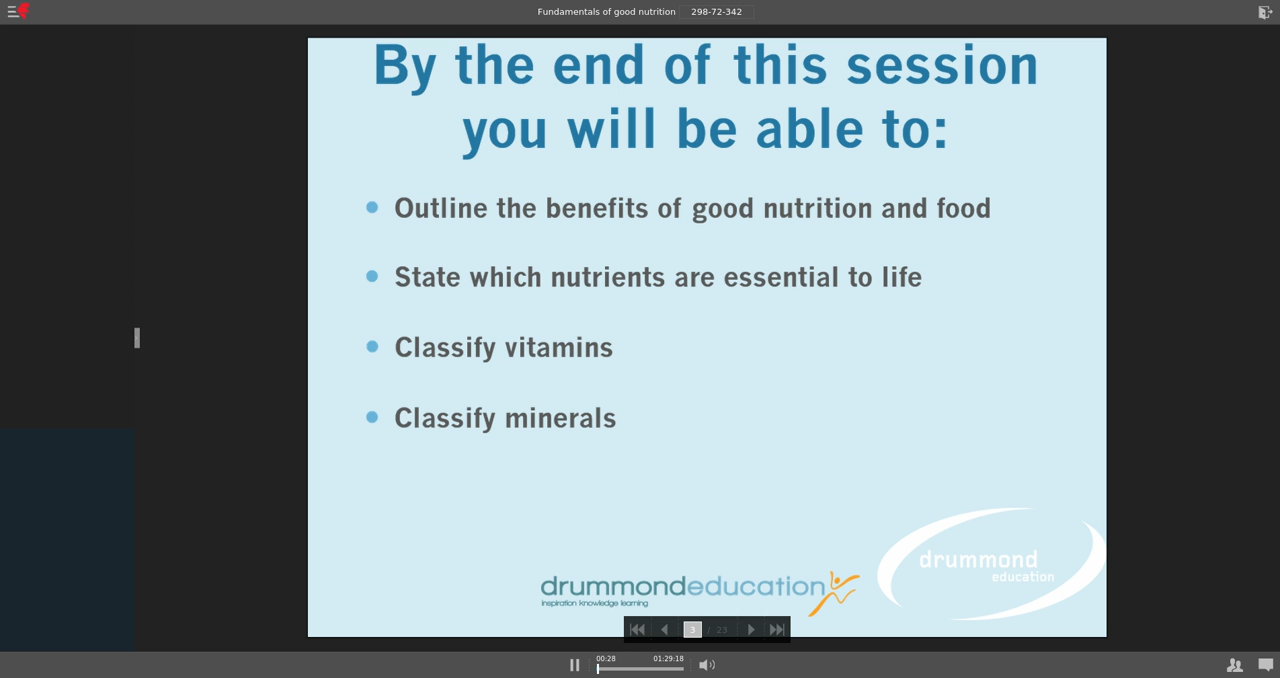 Fundamentals of good nutrition 298-72-342
By the end of this session
you will be able to:
Outline the benefits of good nutrition and food
State which nutrients are essential to life
Classify vitamins
Classify minerals
drummond
education
drummondeducation
inspiration knowledge learning
3 / 23
00:28 01:29:18